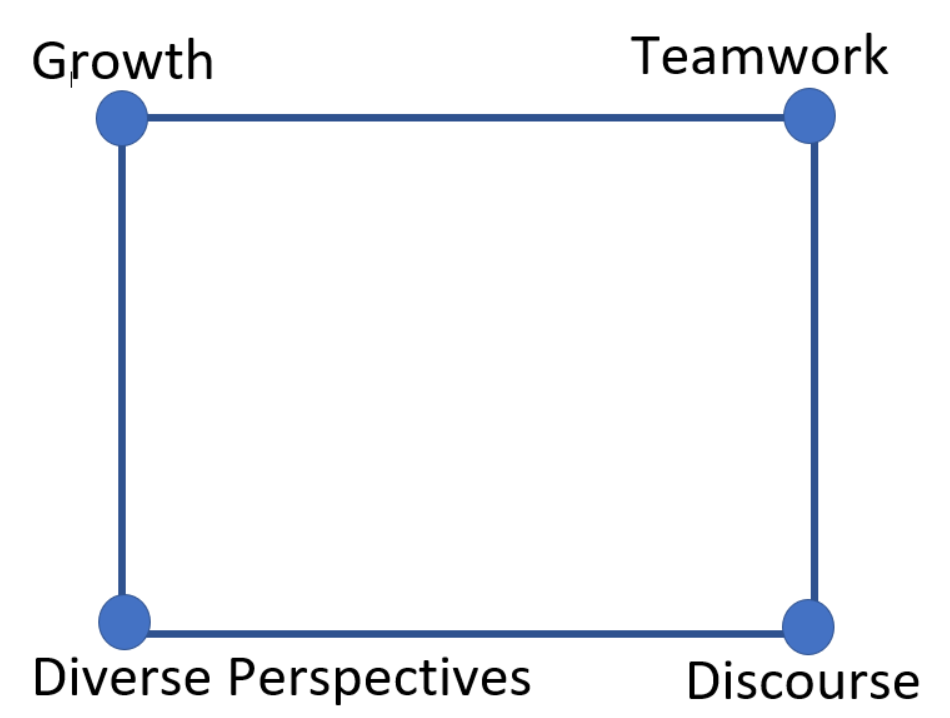 Growth
Teamwork
Diverse Perspectives
Discourse